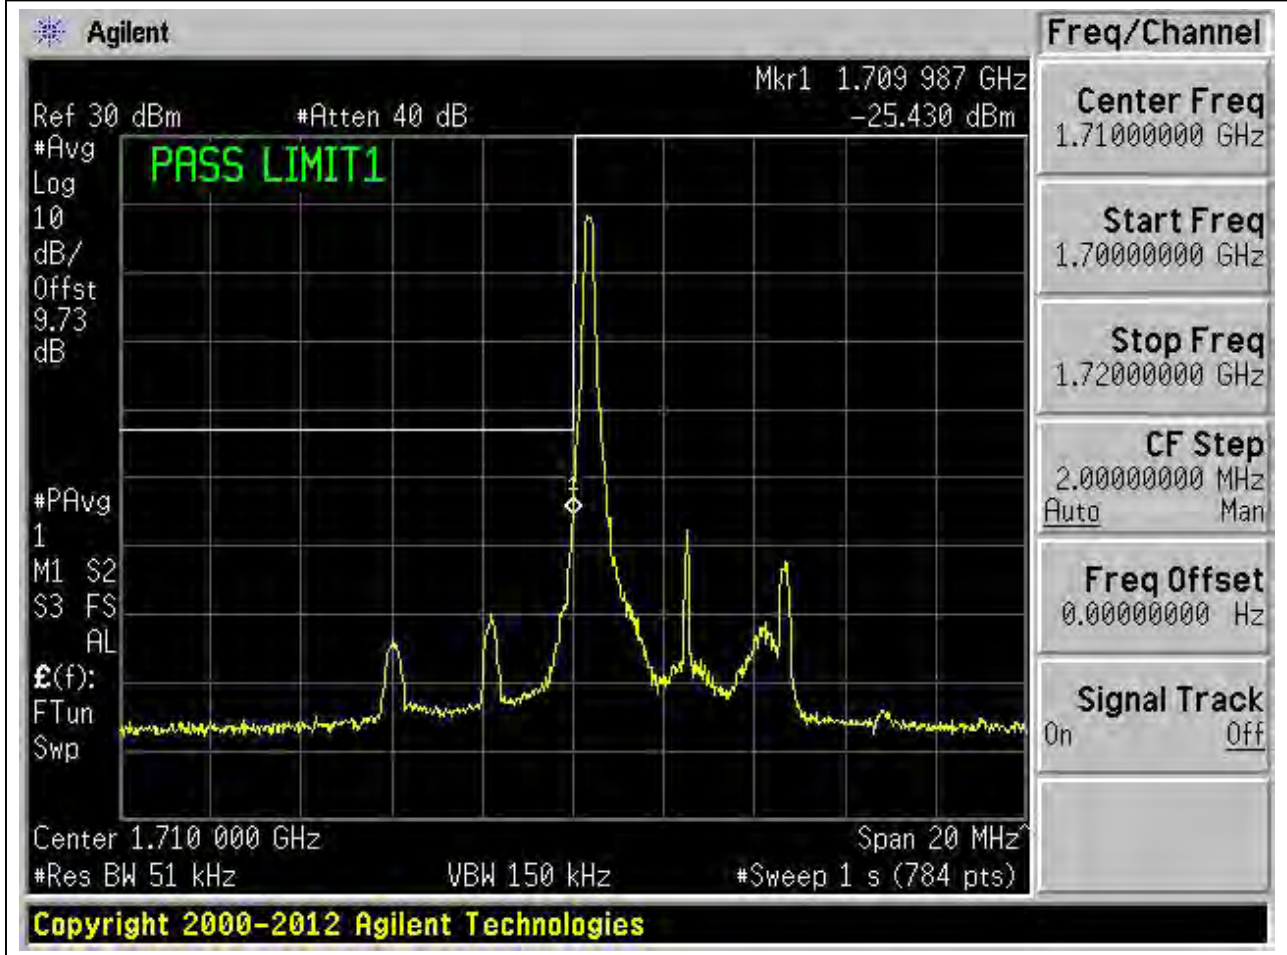 Agilent
Freq/Channel
Mkr1 1.709 987 GHz
Ref 30 dBm #Atten 40 dB -25.430 dBm
#Avg
Log
10
dB/
Offst
9.73
dB
PASS LIMIT1
1
#PAvg
1
M1 S2
S3 FS
AL
£(f):
FTun
Swp
Center 1.710 000 GHz Span 20 MHz^
#Res BW 51 kHz VBW 150 kHz #Sweep 1 s (784 pts)
Copyright 2000-2012 Agilent Technologies
Center Freq
1.71000000 GHz
Start Freq
1.70000000 GHz
Stop Freq
1.72000000 GHz
CF Step
2.00000000 MHz
Auto Man
Freq Offset
0.00000000 Hz
Signal Track
On Off